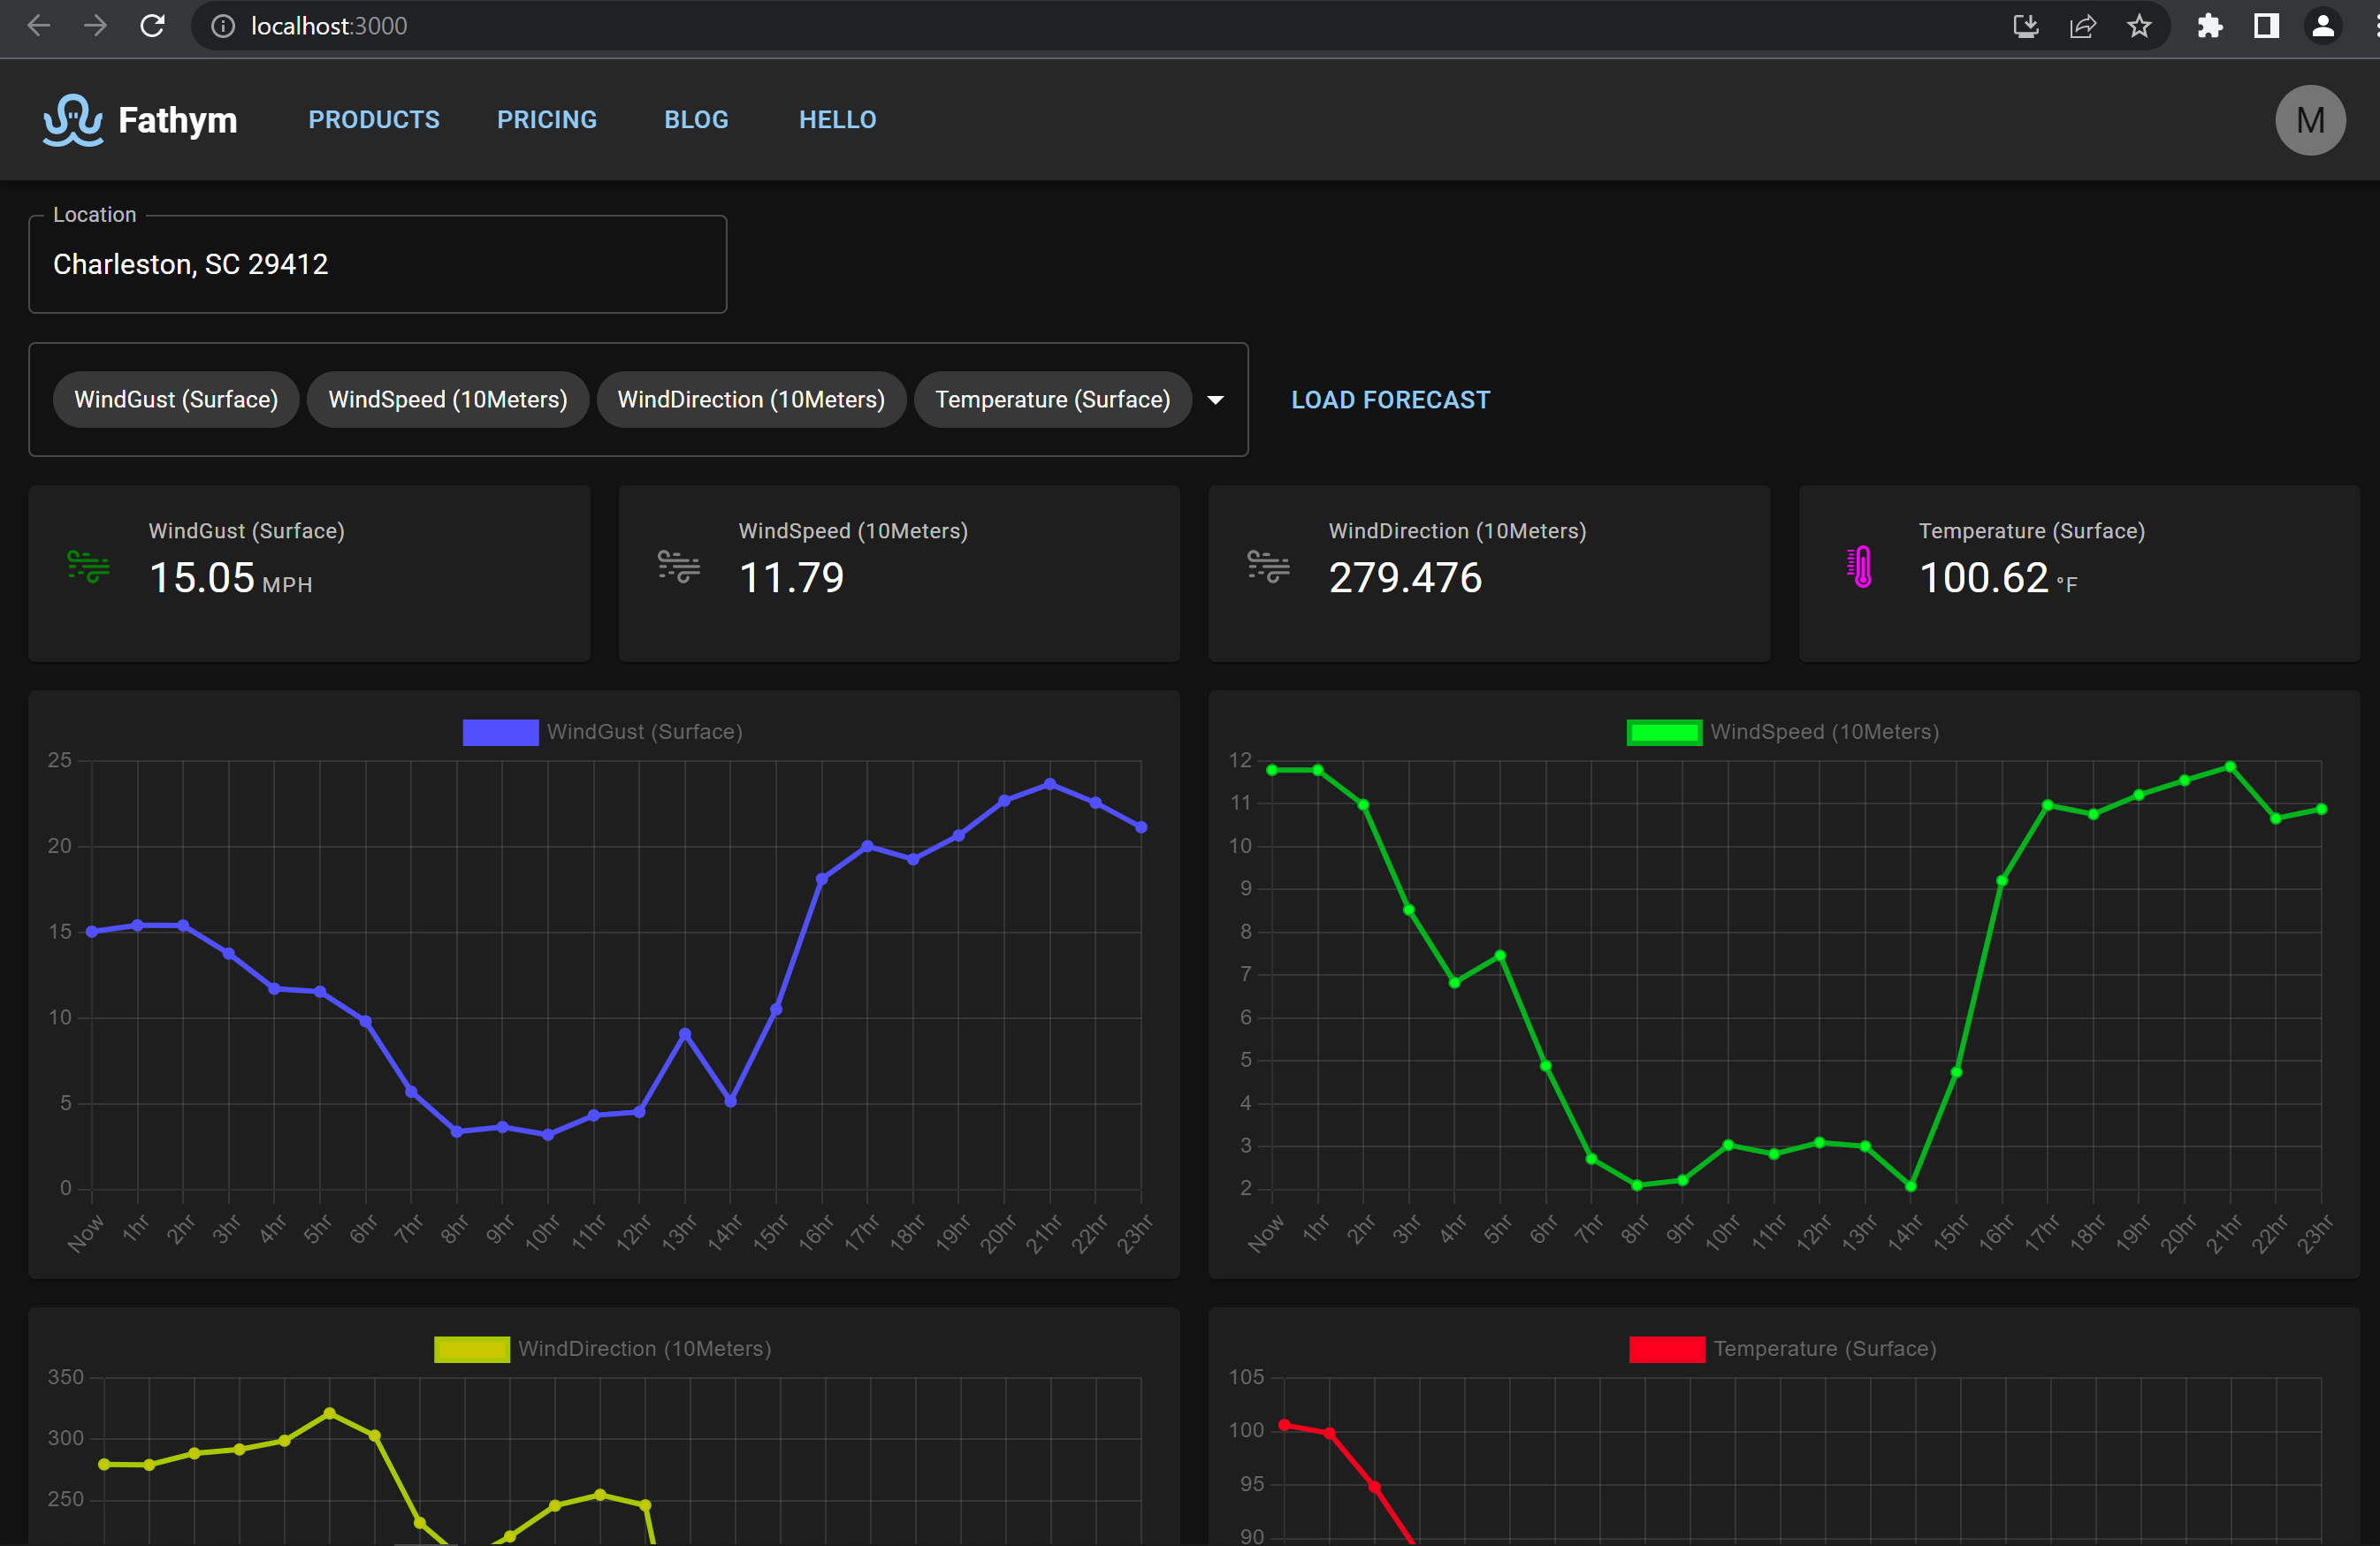 localhost:3000
Fathym PRODUCTS PRICING BLOG HELLO M
Location
Charleston, SC 29412
WindGust (Surface) WindSpeed (10Meters) WindDirection (10Meters) Temperature (Surface) LOAD FORECAST
WindGust (Surface)
15.05 MPH
WindSpeed (10Meters)
11.79
WindDirection (10Meters)
279.476
Temperature (Surface)
100.62 °F
WindGust (Surface)
25
20
15
10
5
0
Now 1hr 2hr 3hr 4hr 5hr 6hr 7hr 8hr 9hr 10hr 11hr 12hr 13hr 14hr 15hr 16hr 17hr 18hr 19hr 20hr 21hr 22hr 23hr
WindSpeed (10Meters)
12
11
10
9
8
7
6
5
4
3
2
Now 1hr 2hr 3hr 4hr 5hr 6hr 7hr 8hr 9hr 10hr 11hr 12hr 13hr 14hr 15hr 16hr 17hr 18hr 19hr 20hr 21hr 22hr 23hr
WindDirection (10Meters)
350
300
250
Temperature (Surface)
105
100
95
90